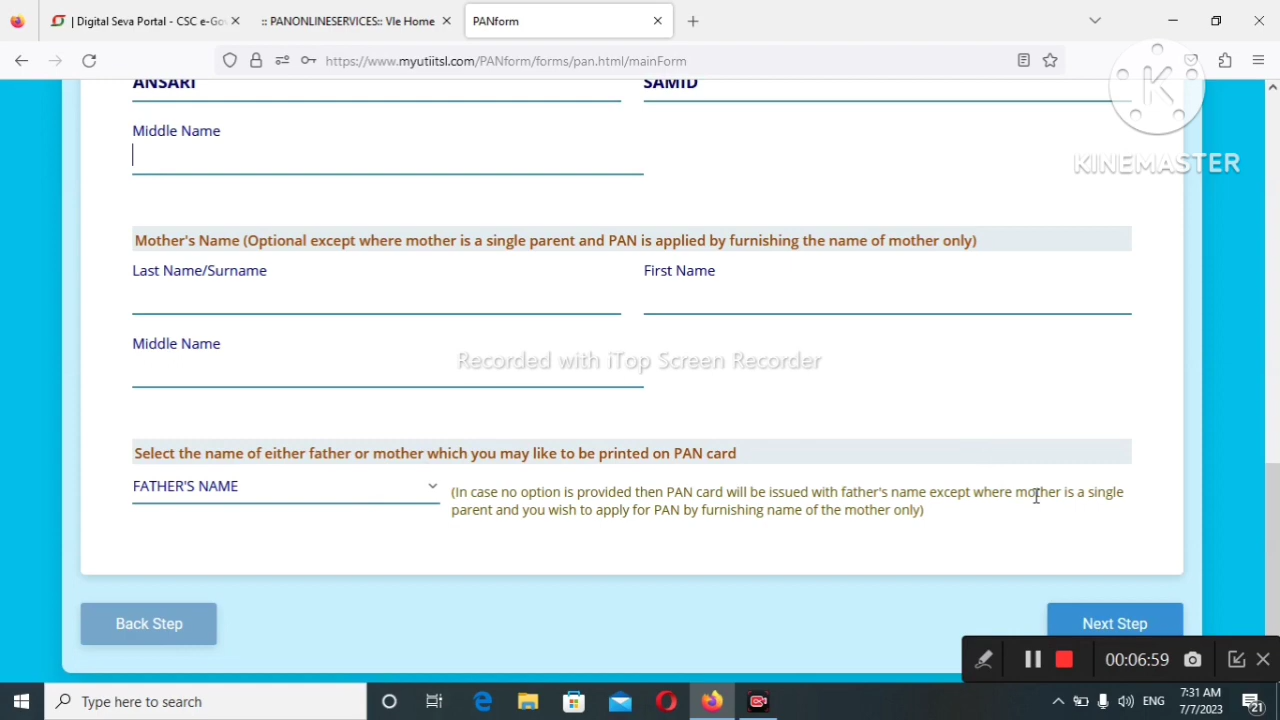 | Digital Seva Portal - CSC e-Gov
:: PANONLINESERVICES:: Vle Home
PANform
https://www.myutiitsl.com/PANform/forms/pan.html/mainForm
K
KINEMASTER
ANSARI
SAMID
Middle Name
Mother's Name (Optional except where mother is a single parent and PAN is applied by furnishing the name of mother only)
Last Name/Surname
First Name
Middle Name
Recorded with iTop Screen Recorder
Select the name of either father or mother which you may like to be printed on PAN card
FATHER'S NAME
(In case no option is provided then PAN card will be issued with father's name except where mother is a single
parent and you wish to apply for PAN by furnishing name of the mother only)
Back Step
Next Step
00:06:59
Type here to search
ENG
7:31 AM
7/7/2023
21